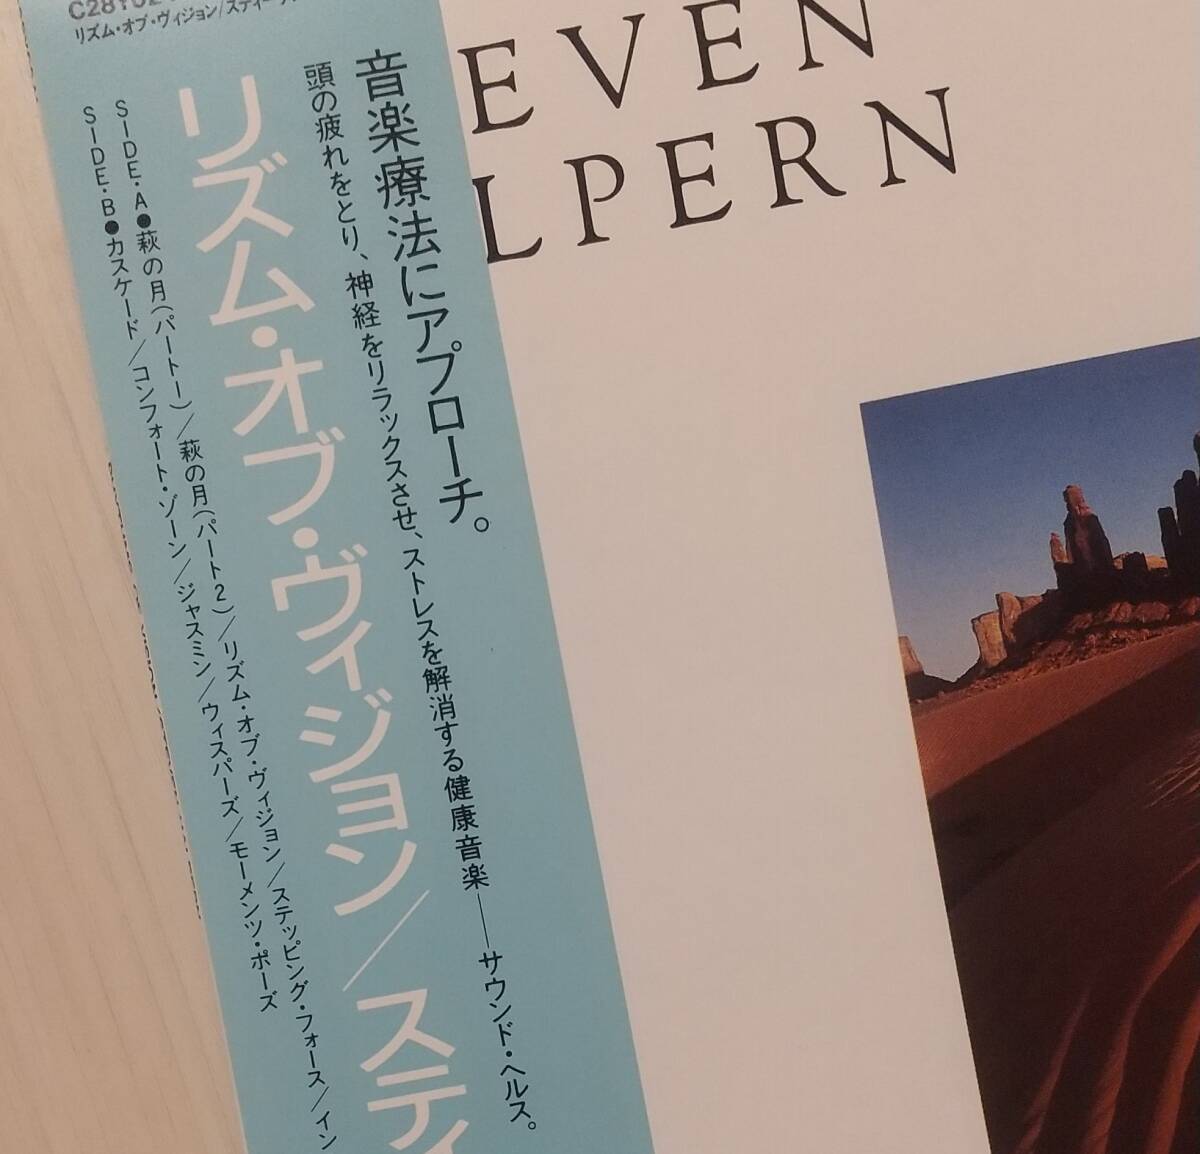 リズム・オブ・ヴィジョン/スティーヴン
EVEN
LPERN
音楽療法にアプローチ。
頭の疲れをとり、神経をリラックスさせ、ストレスを解消する健康音楽——サウンド・ヘルス。
リズム・オブ・ヴィジョン/スティ
SIDE・A●萩の月(パート1)/萩の月(パート2)/リズム・オブ・ヴィジョン/ステッピング・フォース/イン
SIDE・B●カスケード/コンフォート・ゾーン/ジャスミン/ウィスパーズ/モーメンツ・ポーズ